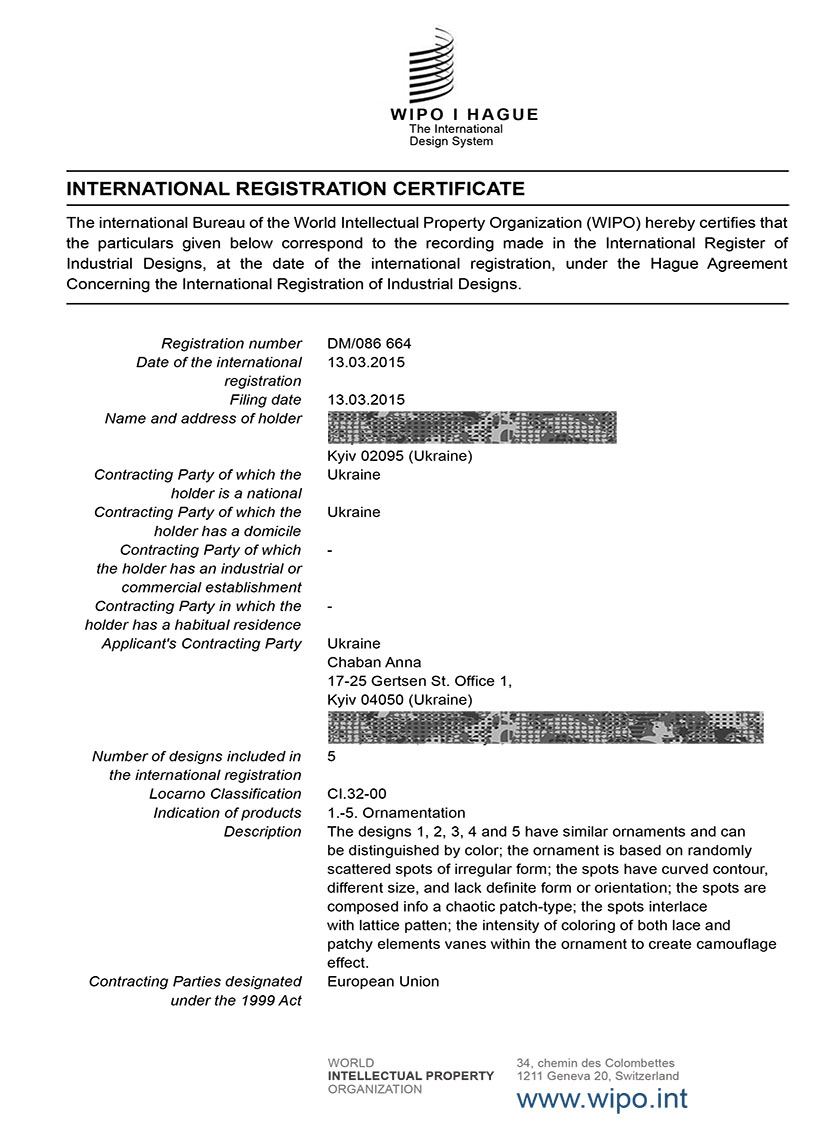 WIPO I HAGUE
The International
Design System
INTERNATIONAL REGISTRATION CERTIFICATE
The international Bureau of the World Intellectual Property Organization (WIPO) hereby certifies that
the particulars given below correspond to the recording made in the International Register of
Industrial Designs, at the date of the international registration, under the Hague Agreement
Concerning the International Registration of Industrial Designs.
Registration number DM/086 664
Date of the international 13.03.2015
registration
Filing date 13.03.2015
Name and address of holder
Kyiv 02095 (Ukraine)
Contracting Party of which the Ukraine
holder is a national
Contracting Party of which the Ukraine
holder has a domicile
Contracting Party of which -
the holder has an industrial or
commercial establishment
Contracting Party in which the -
holder has a habitual residence
Applicant's Contracting Party Ukraine
Chaban Anna
17-25 Gertsen St. Office 1,
Kyiv 04050 (Ukraine)
Number of designs included in 5
the international registration
Locarno Classification CI.32-00
Indication of products 1.-5. Ornamentation
Description The designs 1, 2, 3, 4 and 5 have similar ornaments and can
be distinguished by color; the ornament is based on randomly
scattered spots of irregular form; the spots have curved contour,
different size, and lack definite form or orientation; the spots are
composed info a chaotic patch-type; the spots interlace
with lattice patten; the intensity of coloring of both lace and
patchy elements vanes within the ornament to create camouflage
effect.
Contracting Parties designated European Union
under the 1999 Act
WORLD
INTELLECTUAL PROPERTY
ORGANIZATION
34, chemin des Colombettes
1211 Geneva 20, Switzerland
www.wipo.int